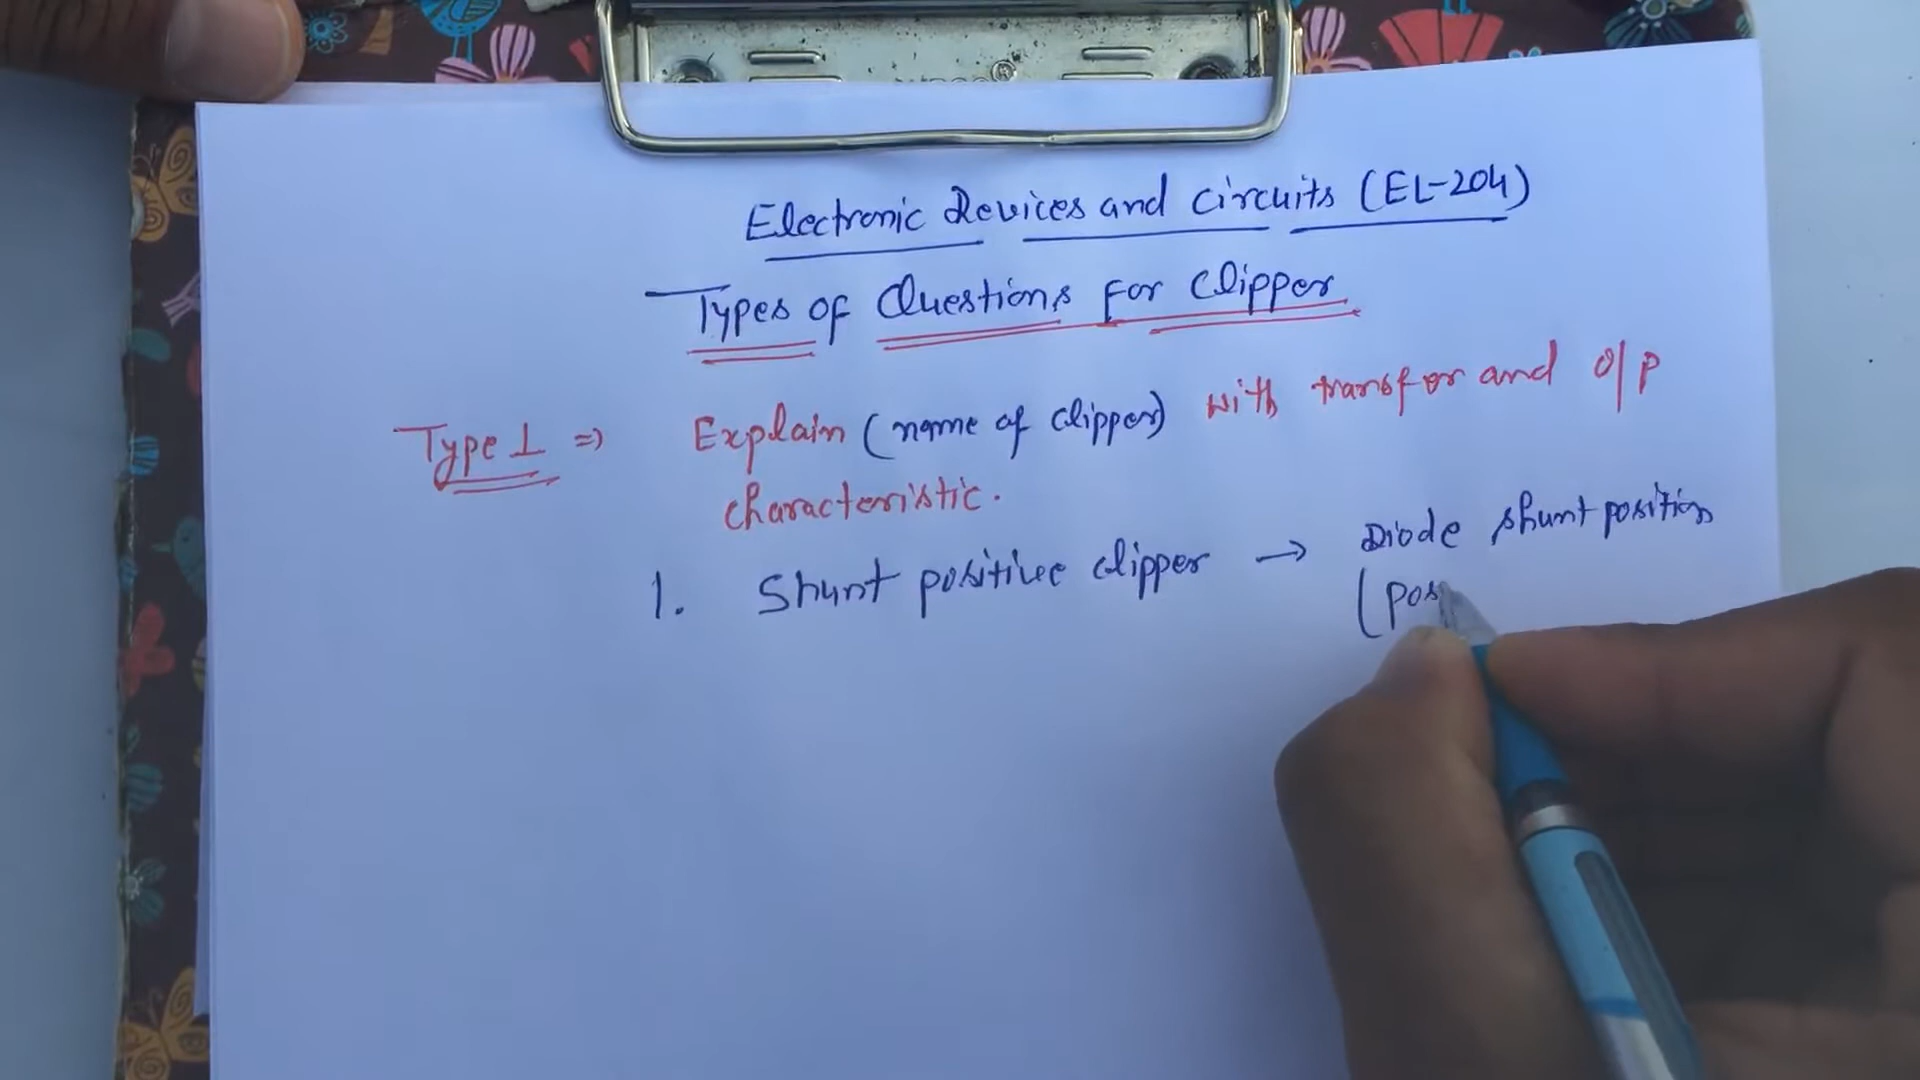 Electronic Devices and Circuits (EL-204)
Types of Questions For Clipper
Type 1 => Explain (name of clipper) with transfer and o/p
characteristic.
1. Shunt positive clipper → Diode shunt position
(pos